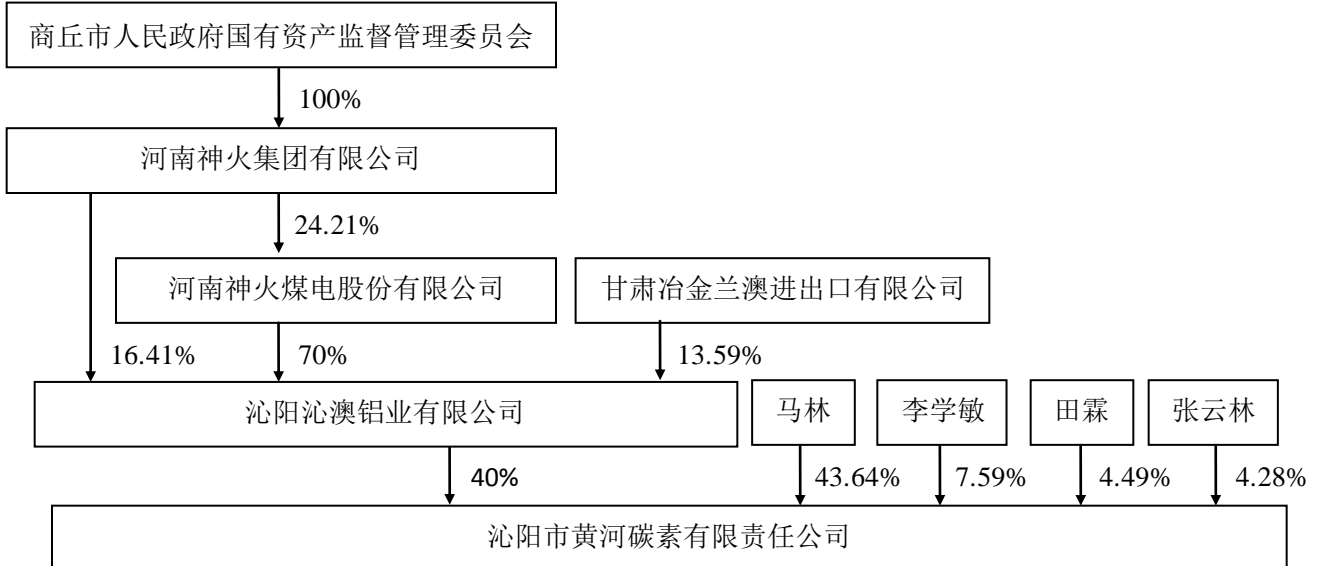 商丘市人民政府国有资产监督管理委员会
100%
河南神火集团有限公司
24.21%
河南神火煤电股份有限公司
甘肃冶金兰澳进出口有限公司
16.41%
70%
13.59%
沁阳沁澳铝业有限公司
马林
李学敏
田霖
张云林
40%
43.64%
7.59%
4.49%
4.28%
沁阳市黄河碳素有限责任公司